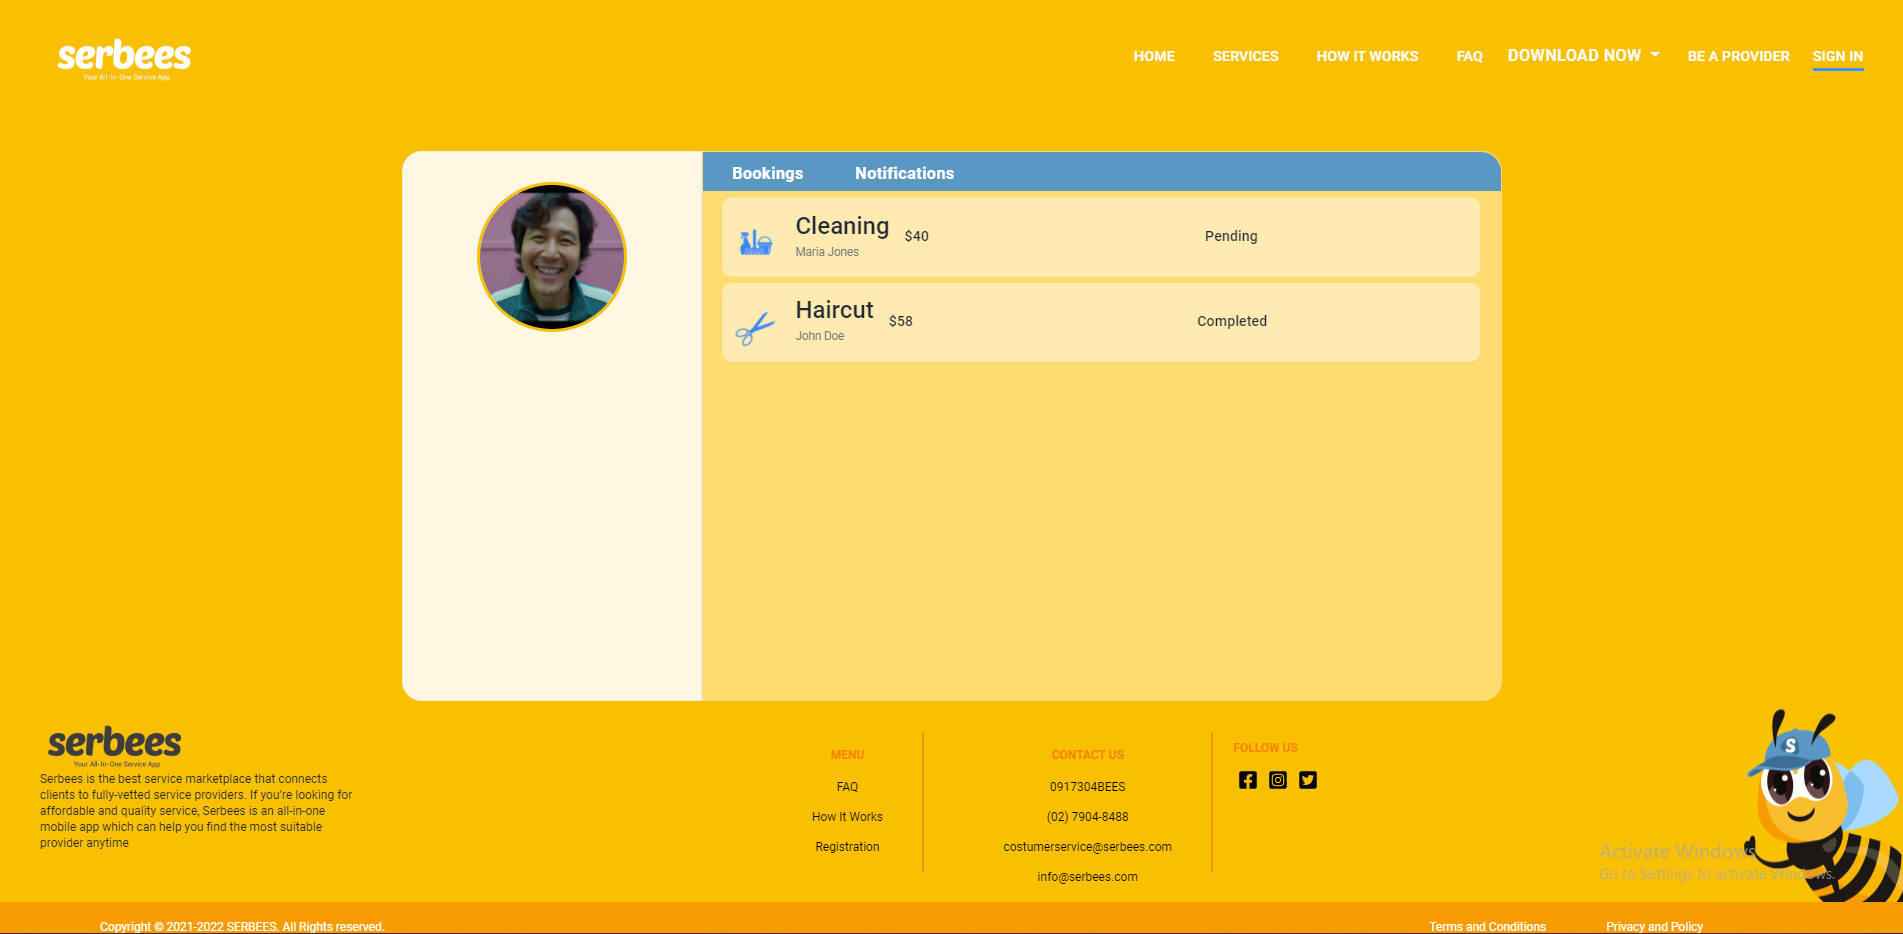 serbees
Your All-In-One Service App
HOME SERVICES HOW IT WORKS FAQ DOWNLOAD NOW BE A PROVIDER SIGN IN
Bookings Notifications
Cleaning
Maria Jones
$40
Pending
Haircut
John Doe
$58
Completed
serbees
Your All-In-One Service App
Serbees is the best service marketplace that connects
clients to fully-vetted service providers. If you're looking for
affordable and quality service, Serbees is an all-in-one
mobile app which can help you find the most suitable
provider anytime
MENU
FAQ
How It Works
Registration
CONTACT US
0917304BEES
(02) 7904-8488
costumerservice@serbees.com
info@serbees.com
FOLLOW US
S
Activate Windows
Go to Settings to activate Windows.
Copyright © 2021-2022 SERBEES. All Rights reserved.
Terms and Conditions
Privacy and Policy